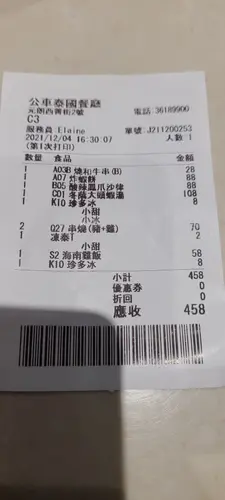 公車泰國餐廳
元朗西菁街2號 電話:36189900
C3
服務員:Elaine 單號:J211200253
2021/12/04 16:30:07 人數 1
(第1次打印)
數量 食品 金額
1 A03B 燒和牛串(B) 28
1 A07 炸蝦餅 88
1 B05 酸辣鳳爪沙律 88
1 C01 冬蔭大頭蝦湯 108
1 K10 珍多冰 8
小甜
小冰
2 Q27 串燒(豬+雞) 70
1 凍泰T 2
小甜
1 S2 海南雞飯 58
1 K10 珍多冰 8
小計 458
優惠券 0
折回 0
應收 458